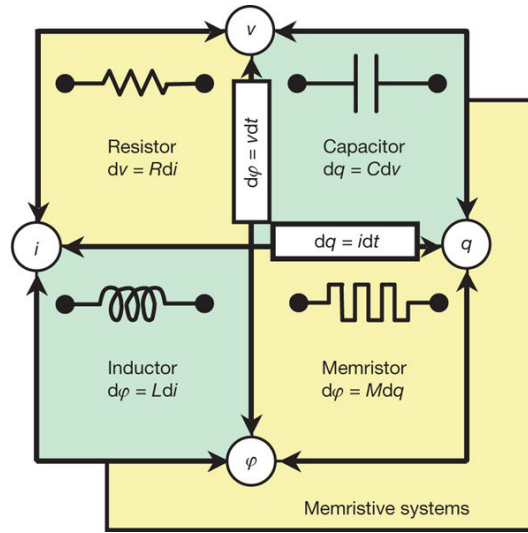 v
Resistor
dv = Rdi
dφ = vdt
Capacitor
dq = Cdv
i
dq = idt
q
Inductor
dφ = Ldi
Memristor
dφ = Mdq
φ
Memristive systems